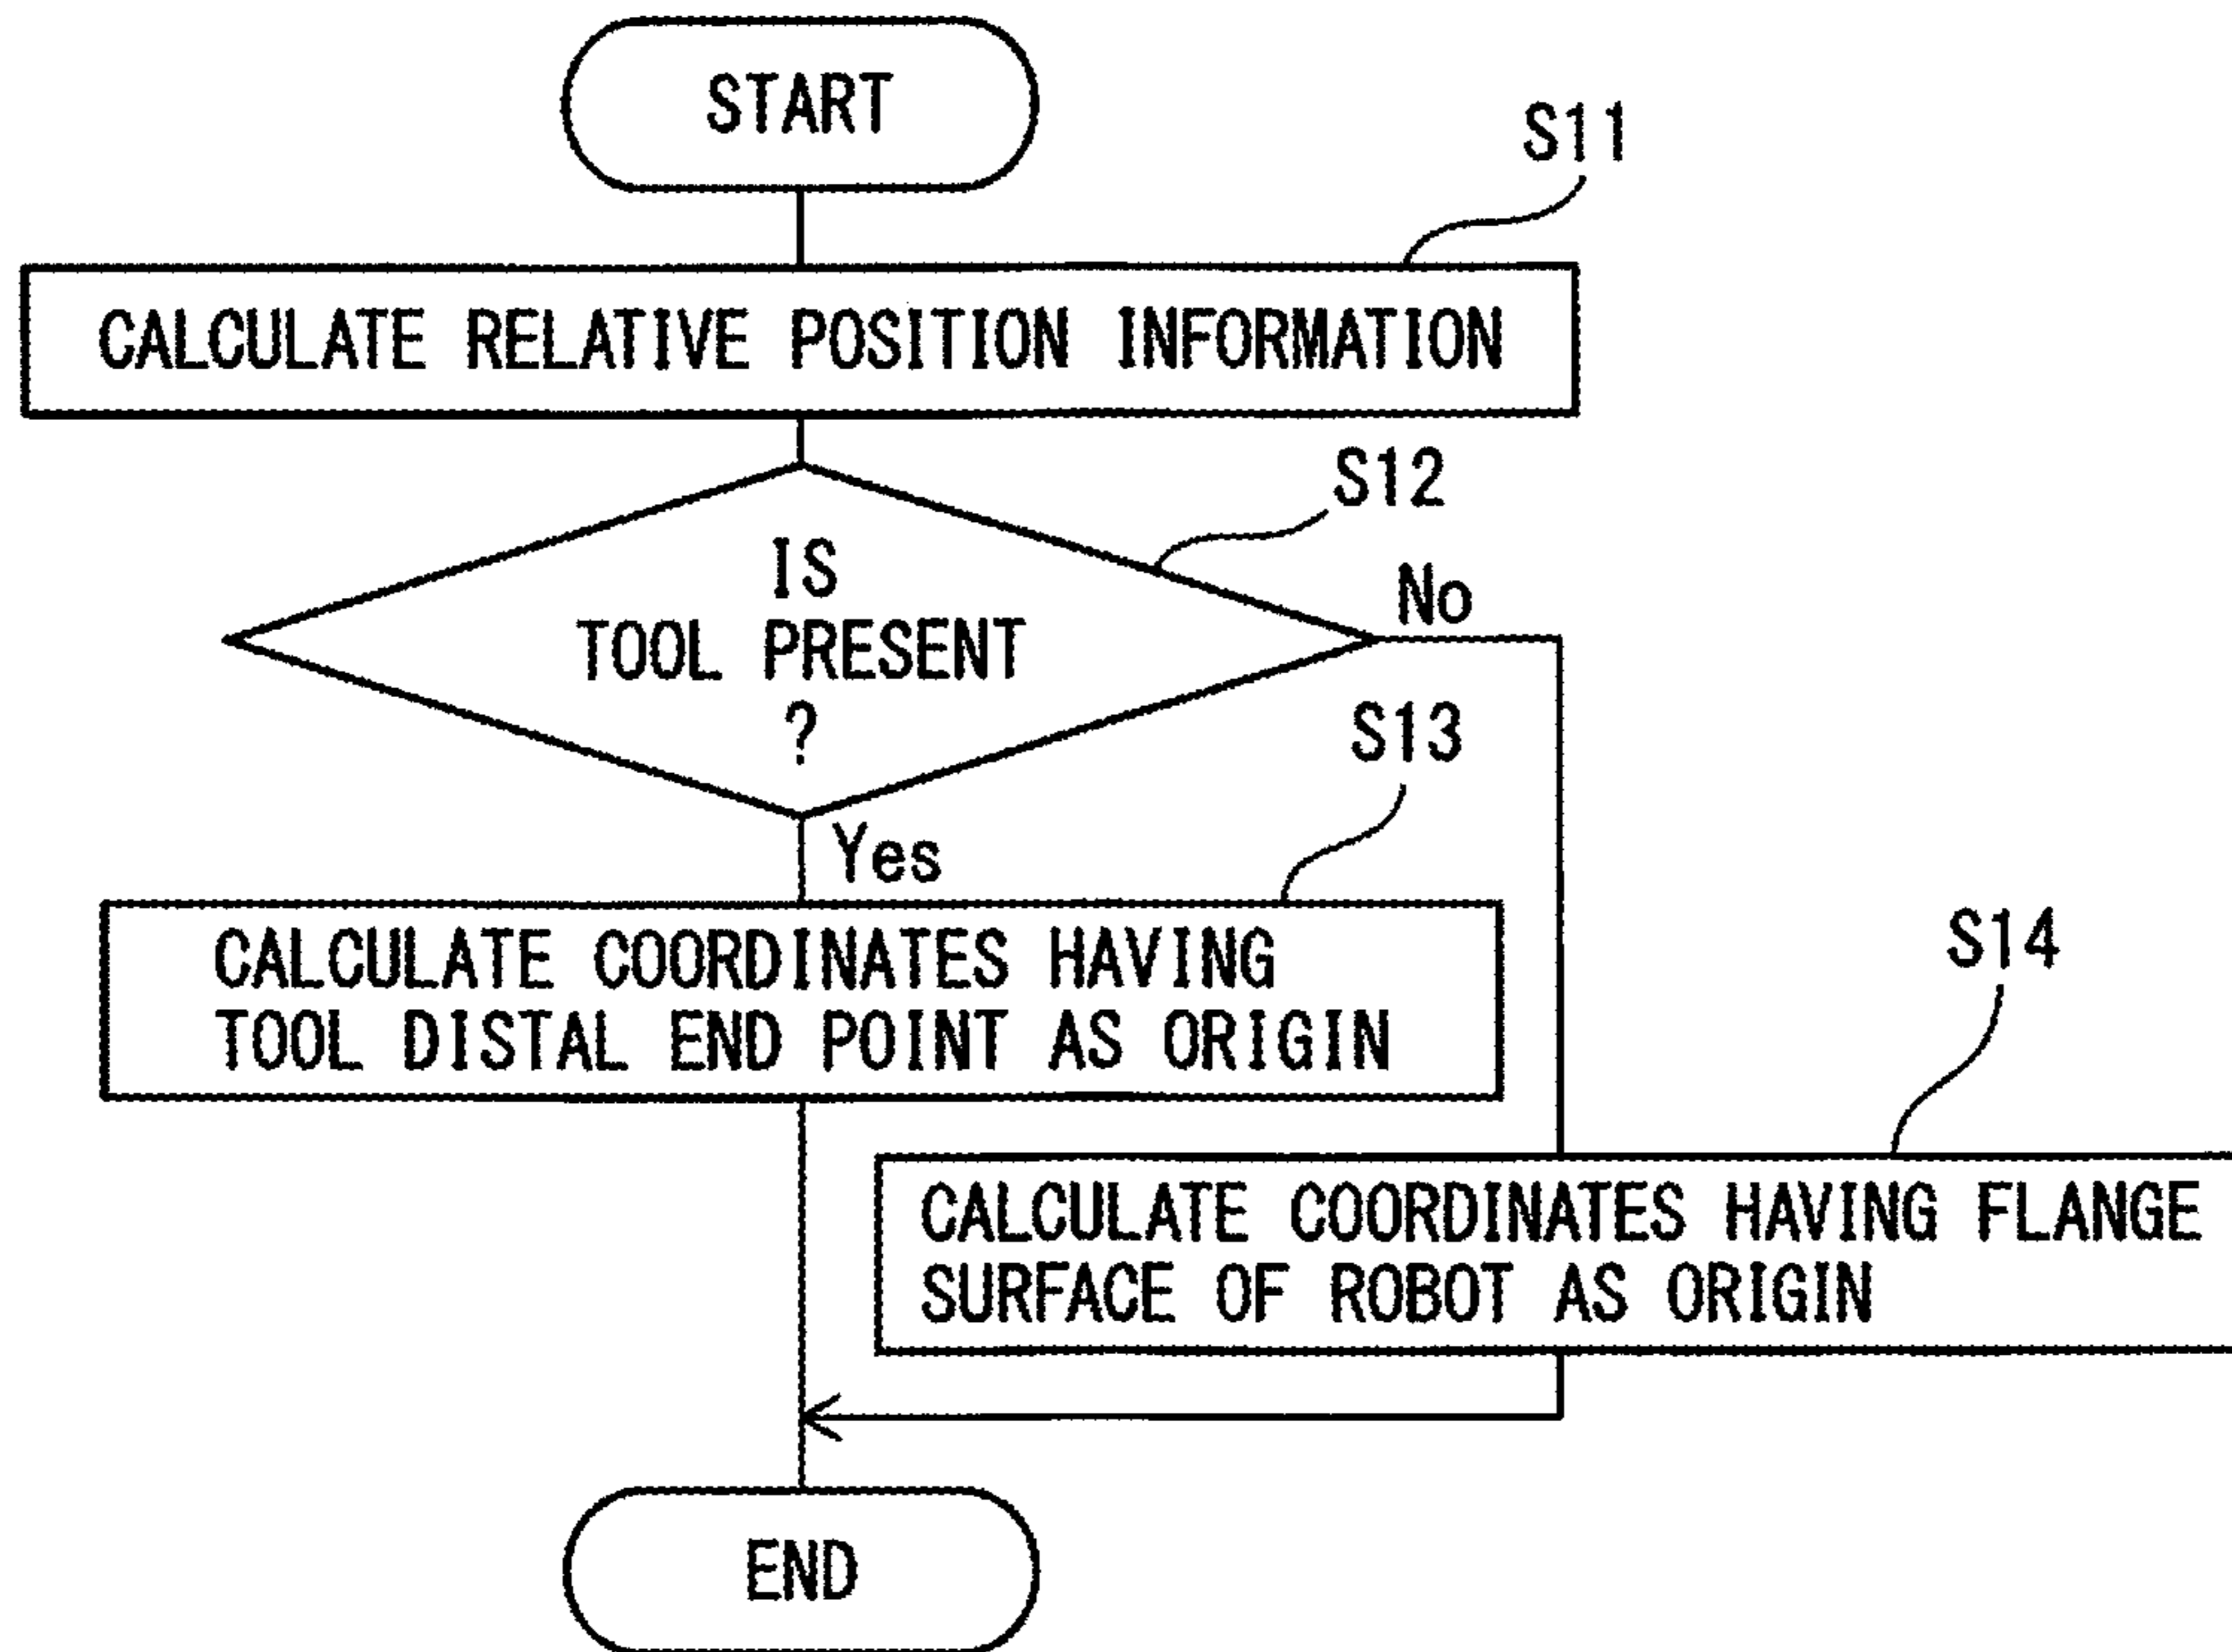 START
S11
CALCULATE RELATIVE POSITION INFORMATION
S12
IS
TOOL PRESENT
?
No
Yes
S13
CALCULATE COORDINATES HAVING
TOOL DISTAL END POINT AS ORIGIN
S14
CALCULATE COORDINATES HAVING FLANGE
SURFACE OF ROBOT AS ORIGIN
END